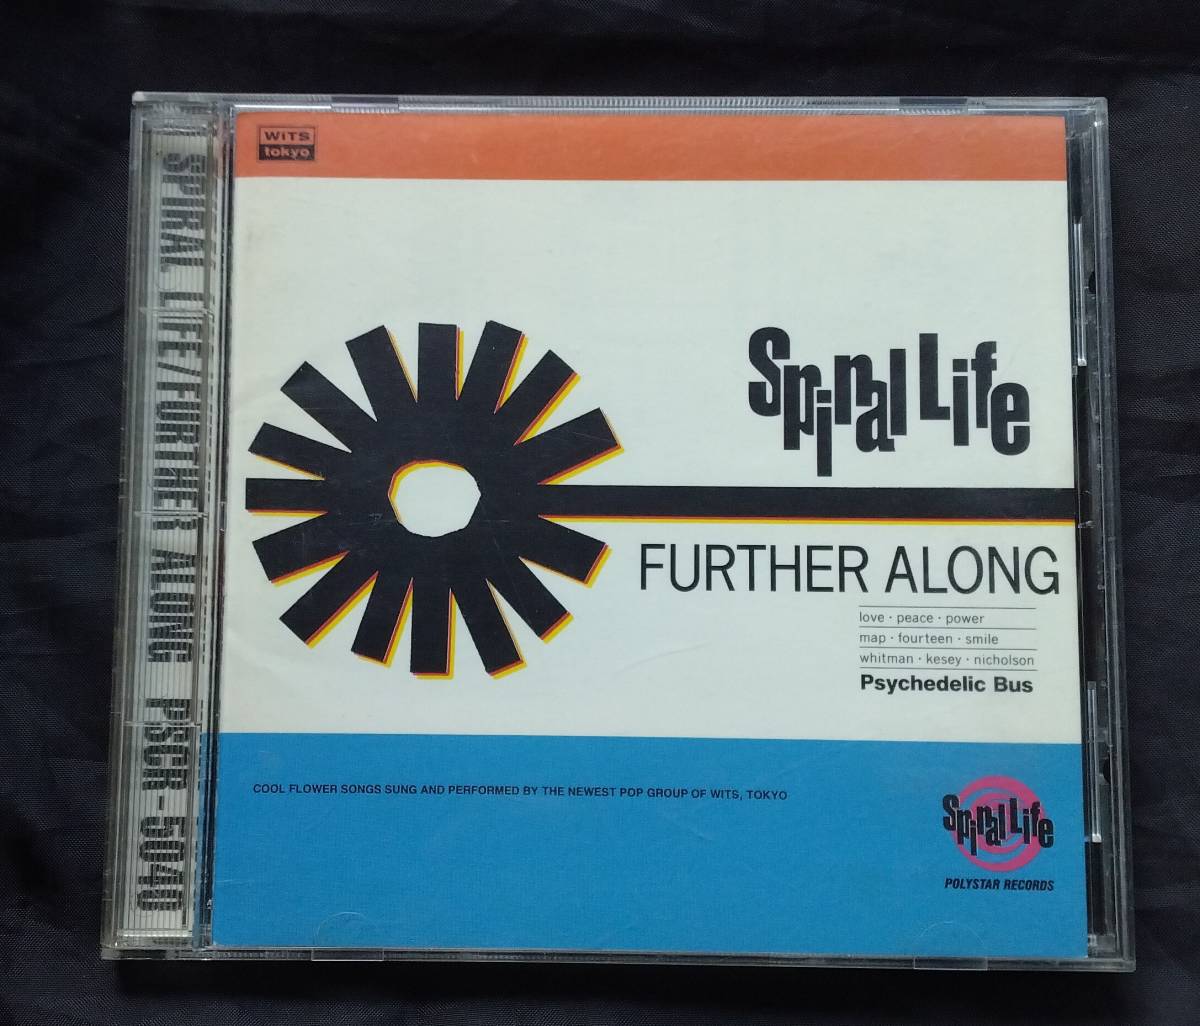 SPIRAL LIFE/FURTHER ALONG PSCR-5040
WiTS
tokyo
Spiral Life
FURTHER ALONG
love · peace · power
map · fourteen · smile
whitman · kesey · nicholson
Psychedelic Bus
COOL FLOWER SONGS SUNG AND PERFORMED BY THE NEWEST POP GROUP OF WITS, TOKYO
Spiral Life
POLYSTAR RECORDS